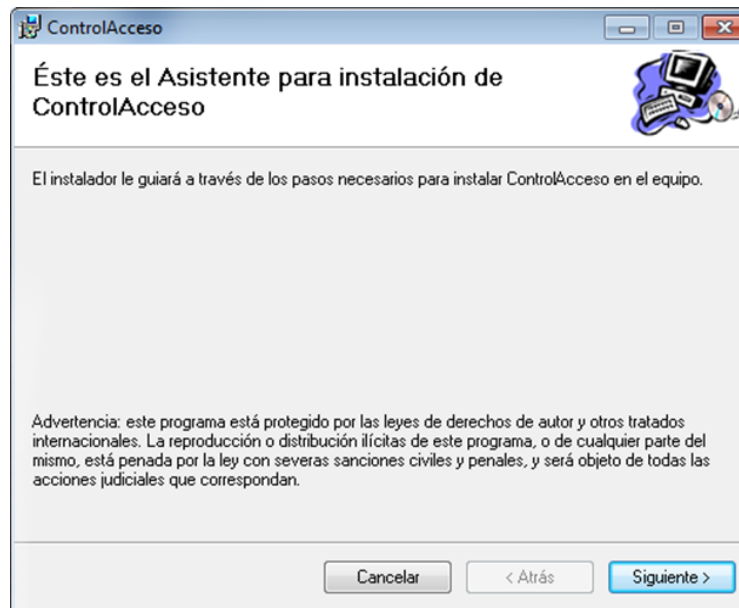 ControlAcceso
Éste es el Asistente para instalación de
ControlAcceso
El instalador le guiará a través de los pasos necesarios para instalar ControlAcceso en el equipo.
Advertencia: este programa está protegido por las leyes de derechos de autor y otros tratados
internacionales. La reproducción o distribución ilícitas de este programa, o de cualquier parte del
mismo, está penada por la ley con severas sanciones civiles y penales, y será objeto de todas las
acciones judiciales que correspondan.
Cancelar < Atrás Siguiente >